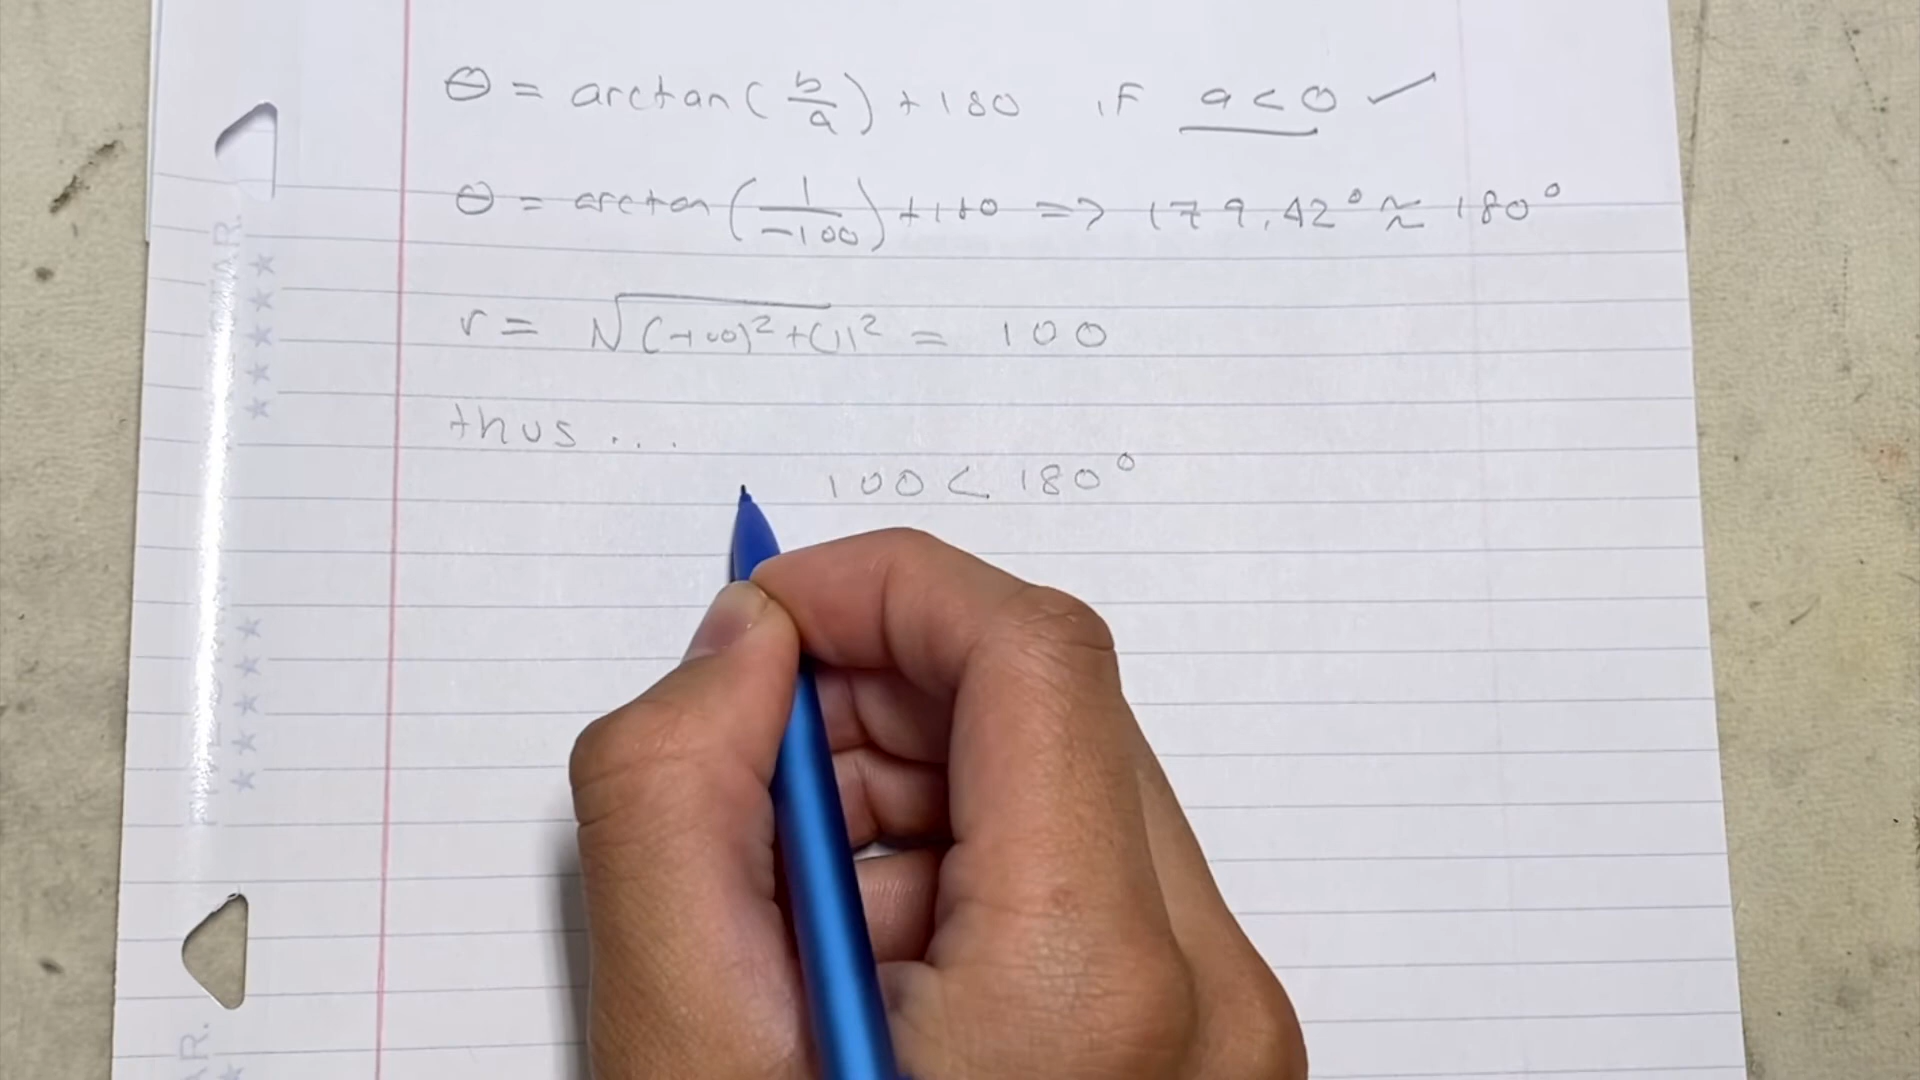 θ = arctan(b/a) + 180 if a < 0 ✓
θ = arctan(1/-100) + 180 => 179.42° ≈ 180°
r = √(-100)² + (1)² = 100
thus ...
100 < 180°